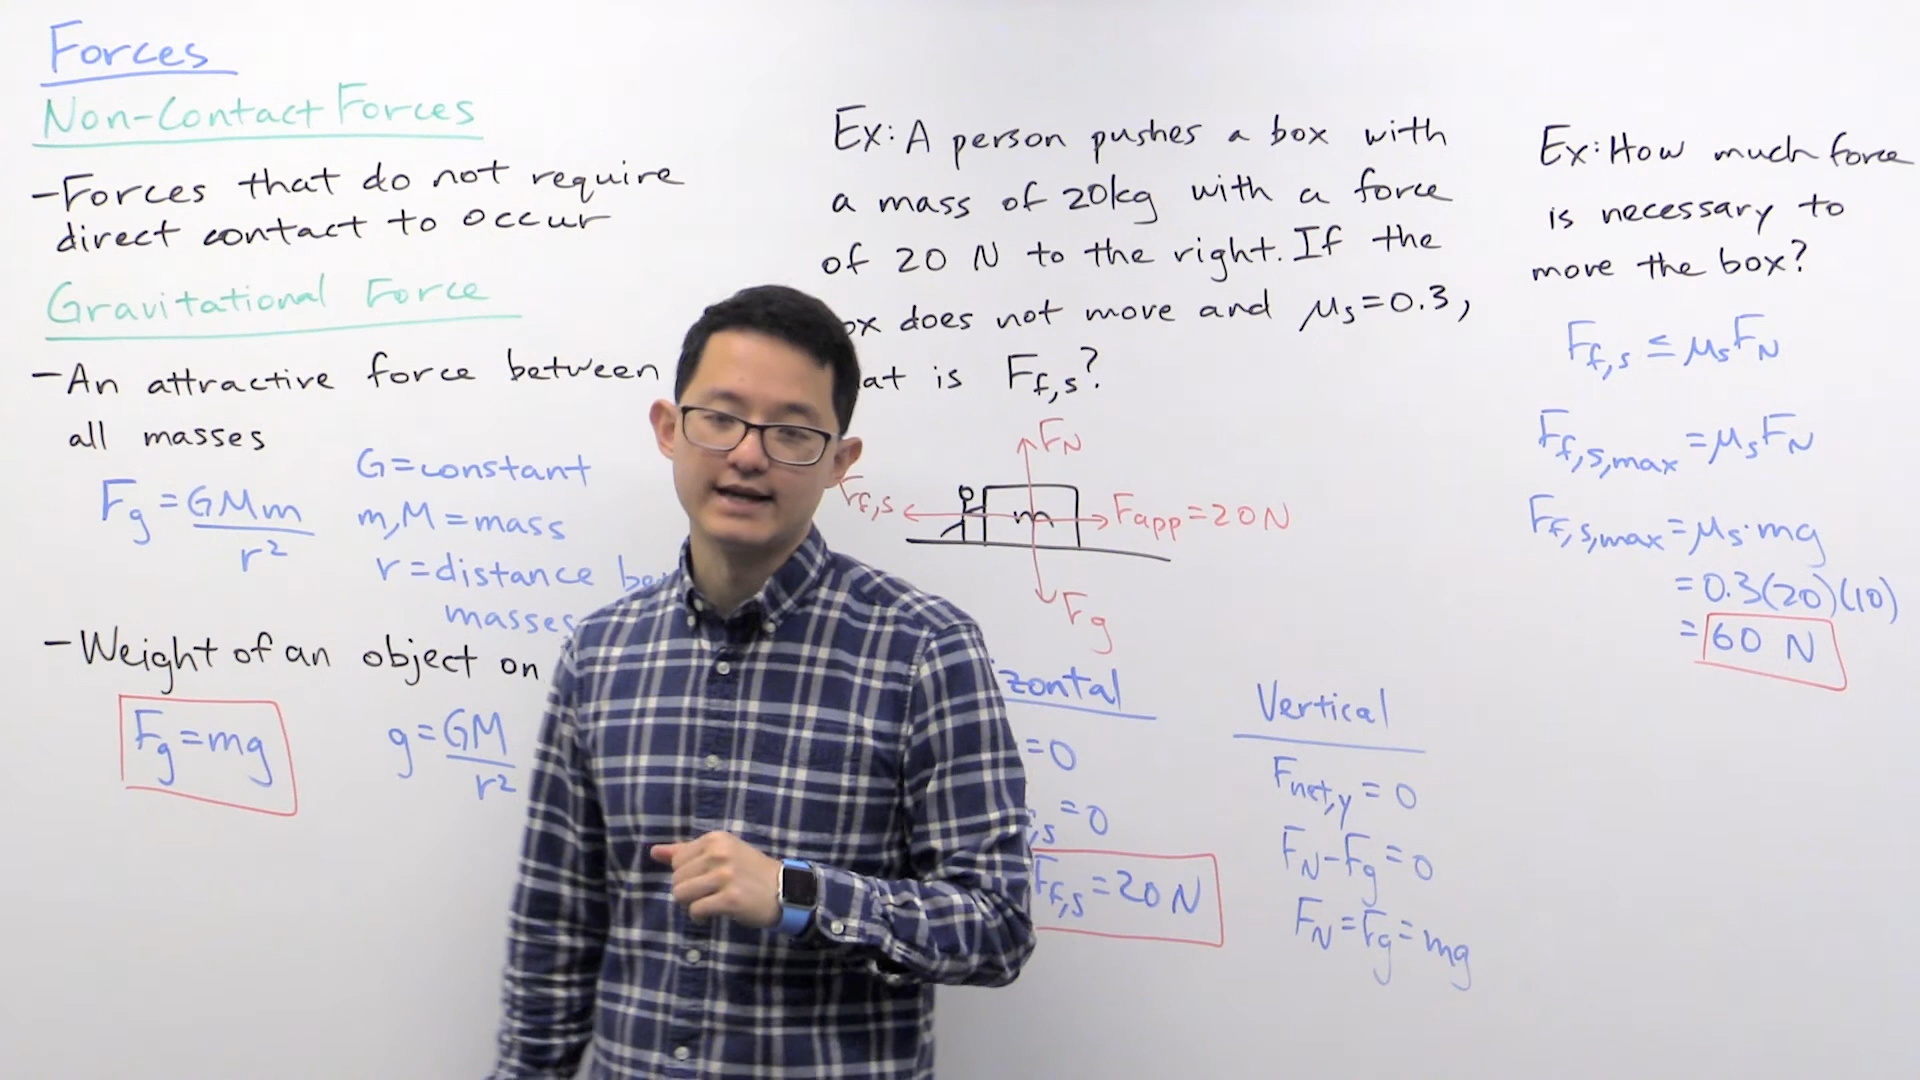 Forces
Non-Contact Forces
-Forces that do not require
direct contact to occur
Gravitational Force
-An attractive force between
all masses
Fg = GMm
r²
G=constant
m,M=mass
r=distance
masses
-Weight of an object on
Fg=mg
g=GM
r²
Ex: A person pushes a box with
a mass of 20kg with a force
of 20 N to the right. If the
does not move and μs=0.3,
is Ff,s?
FN
Ff,s
m
Fapp=20N
Fg
=0
=0
Ff,s=20N
Vertical
Fnet,y=0
FN-Fg=0
FN=Fg=mg
Ex: How much force
is necessary to
move the box?
Ff,s ≤ μsFN
Ff,s,max = μsFN
Ff,s,max = μs·mg
= 0.3(20)(10)
= 60 N